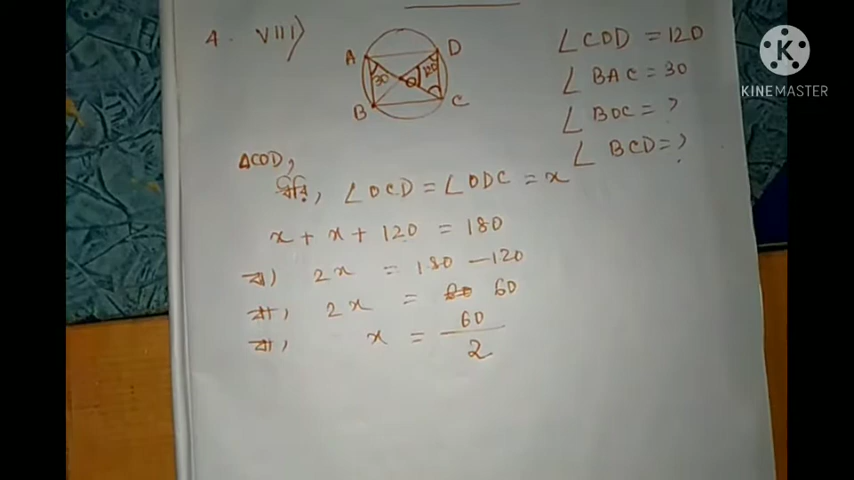 4. VIII)
A D
30 120
O
B C
∠COD = 120
∠BAC = 30
∠BOC = ?
∠BCD = ?
KINEMASTER
ΔCOD,
ধরি, ∠OCD = ∠ODC = x
x + x + 120 = 180
বা, 2x = 180 - 120
বা, 2x = 60
বা, x = 60/2